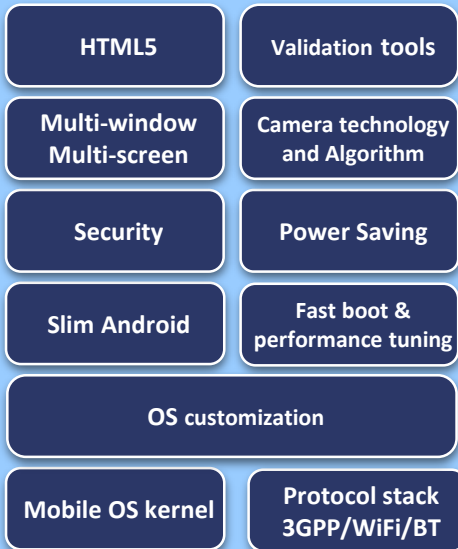 HTML5
Validation tools
Multi-window
Multi-screen
Camera technology
and Algorithm
Security
Power Saving
Slim Android
Fast boot &
performance tuning
OS customization
Mobile OS kernel
Protocol stack
3GPP/WiFi/BT